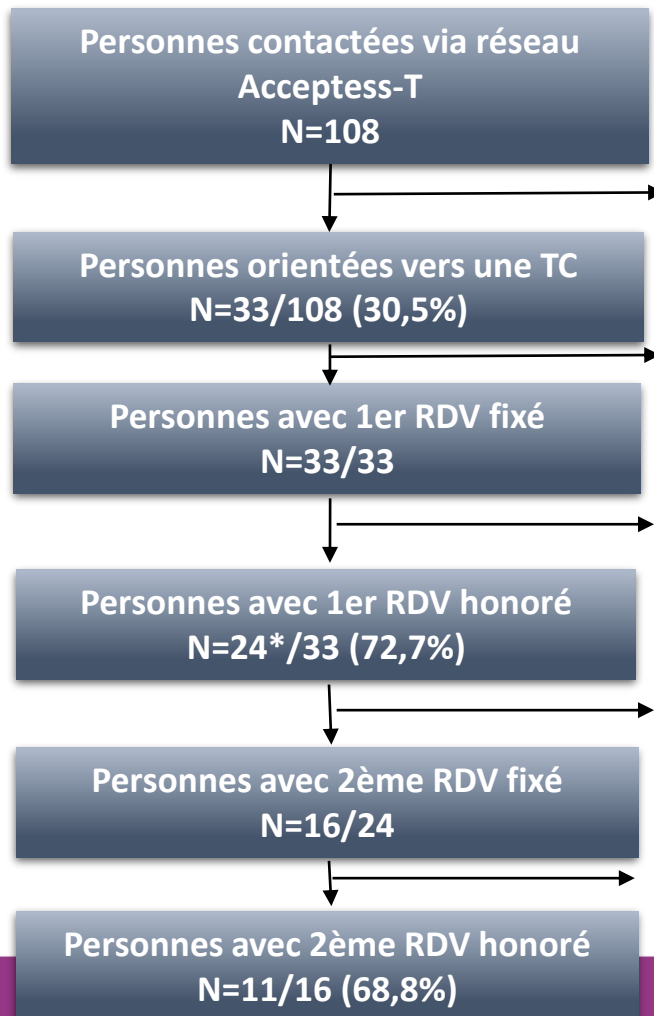 Personnes contactées via réseau
Acceptess-T
N=108
Personnes orientées vers une TC
N=33/108 (30,5%)
Personnes avec 1er RDV fixé
N=33/33
Personnes avec 1er RDV honoré
N=24*/33 (72,7%)
Personnes avec 2ème RDV fixé
N=16/24
Personnes avec 2ème RDV honoré
N=11/16 (68,8%)